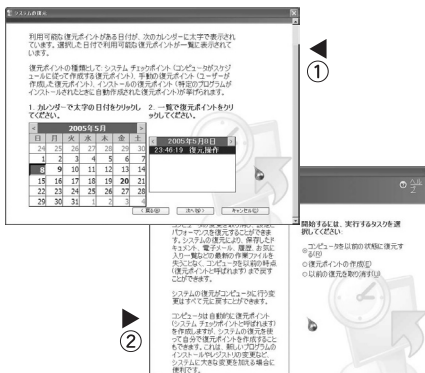 システムの復元
利用可能な復元ポイントがある日付が、次のカレンダーに太字で表示され
ています。選択した日付で利用可能な復元ポイントが一覧に表示されて
います。
復元ポイントの種類として: システム チェックポイント (コンピュータがスケジ
ュールに従って作成する復元ポイント)、手動の復元ポイント (ユーザーが
作成した復元ポイント)、インストールの復元ポイント (特定のプログラムが
インストールされたときに自動作成された復元ポイント)が挙げられます。
1. カレンダーで太字の日付をクリックし
てください。
2. 一覧で復元ポイントをクリ
ックしてください。
< 2005年5月 >
日 月 火 水 木 金 土
24 25 26 27 28 29 30
1 2 3 4 5 6 7
8 9 10 11 12 13 14
15 16 17 18 19 20 21
22 23 24 25 26 27 28
29 30 31 1 2 3 4
< 2005年5月8日 >
23:46:19 復元操作
< 戻る(B)
次へ(N) >
キャンセル(C)
①
ヘルプ
パフォーマンスを復元することができま
す。システムの復元により、保存したド
キュメント、電子メール、履歴、お気に
入り一覧などの最新の作業ファイルを
失うことなく、コンピュータを以前の時点
(復元ポイントと呼ばれます) まで戻す
ことができます。
システムの復元がコンピュータに行う変
更はすべて元に戻すことができます。
コンピュータは自動的に復元ポイント
(システム チェックポイントと呼ばれます)
を作成しますが、システムの復元を使
って自分で復元ポイントを作成すること
もできます。これは、新しいプログラムの
インストールやレジストリの変更など、
システムに大きな変更を加える場合に
便利です。
開始するには、実行するタスクを選
択してください:
コンピュータを以前の状態に復元す
る(R)
復元ポイントの作成(E)
以前の復元を取り消す(U)
②